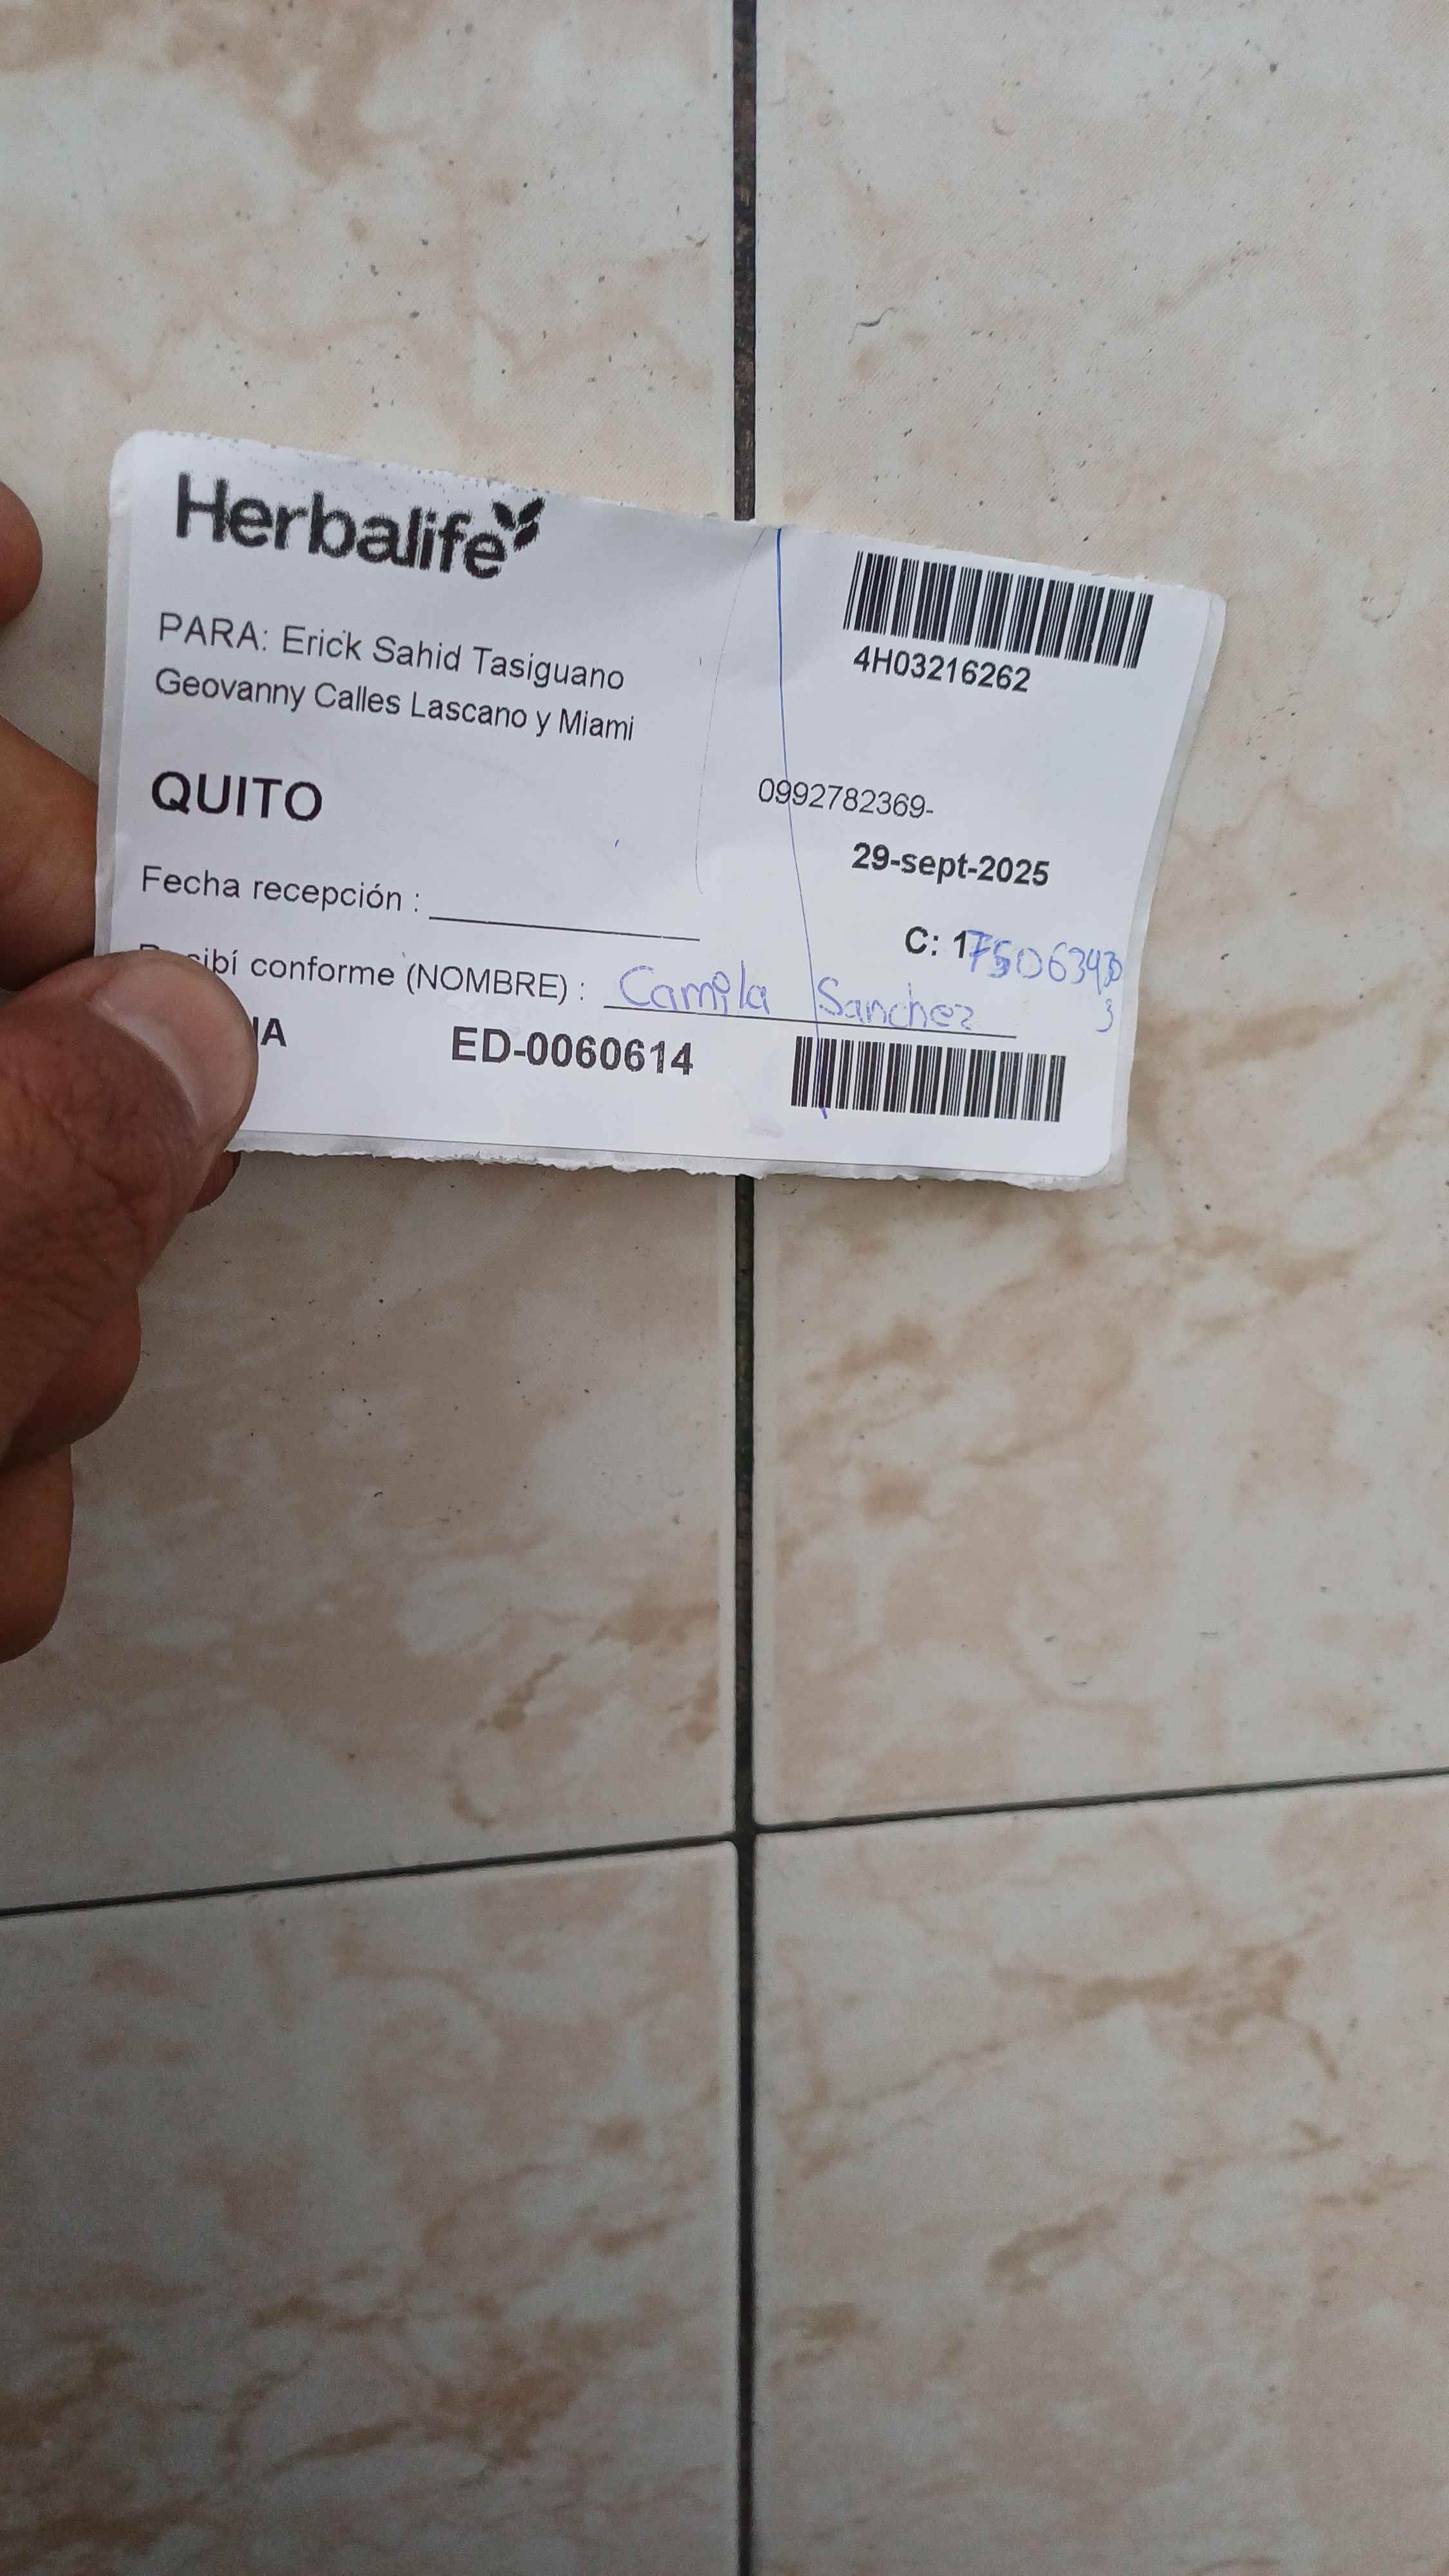 Herbalife
PARA: Erick Sahid Tasiguano
Geovanny Calles Lascano y Miami
4H03216262
QUITO
0992782369-
29-sept-2025
Fecha recepción :
C: 1
conforme (NOMBRE) : Camila Sanchez
ED-0060614